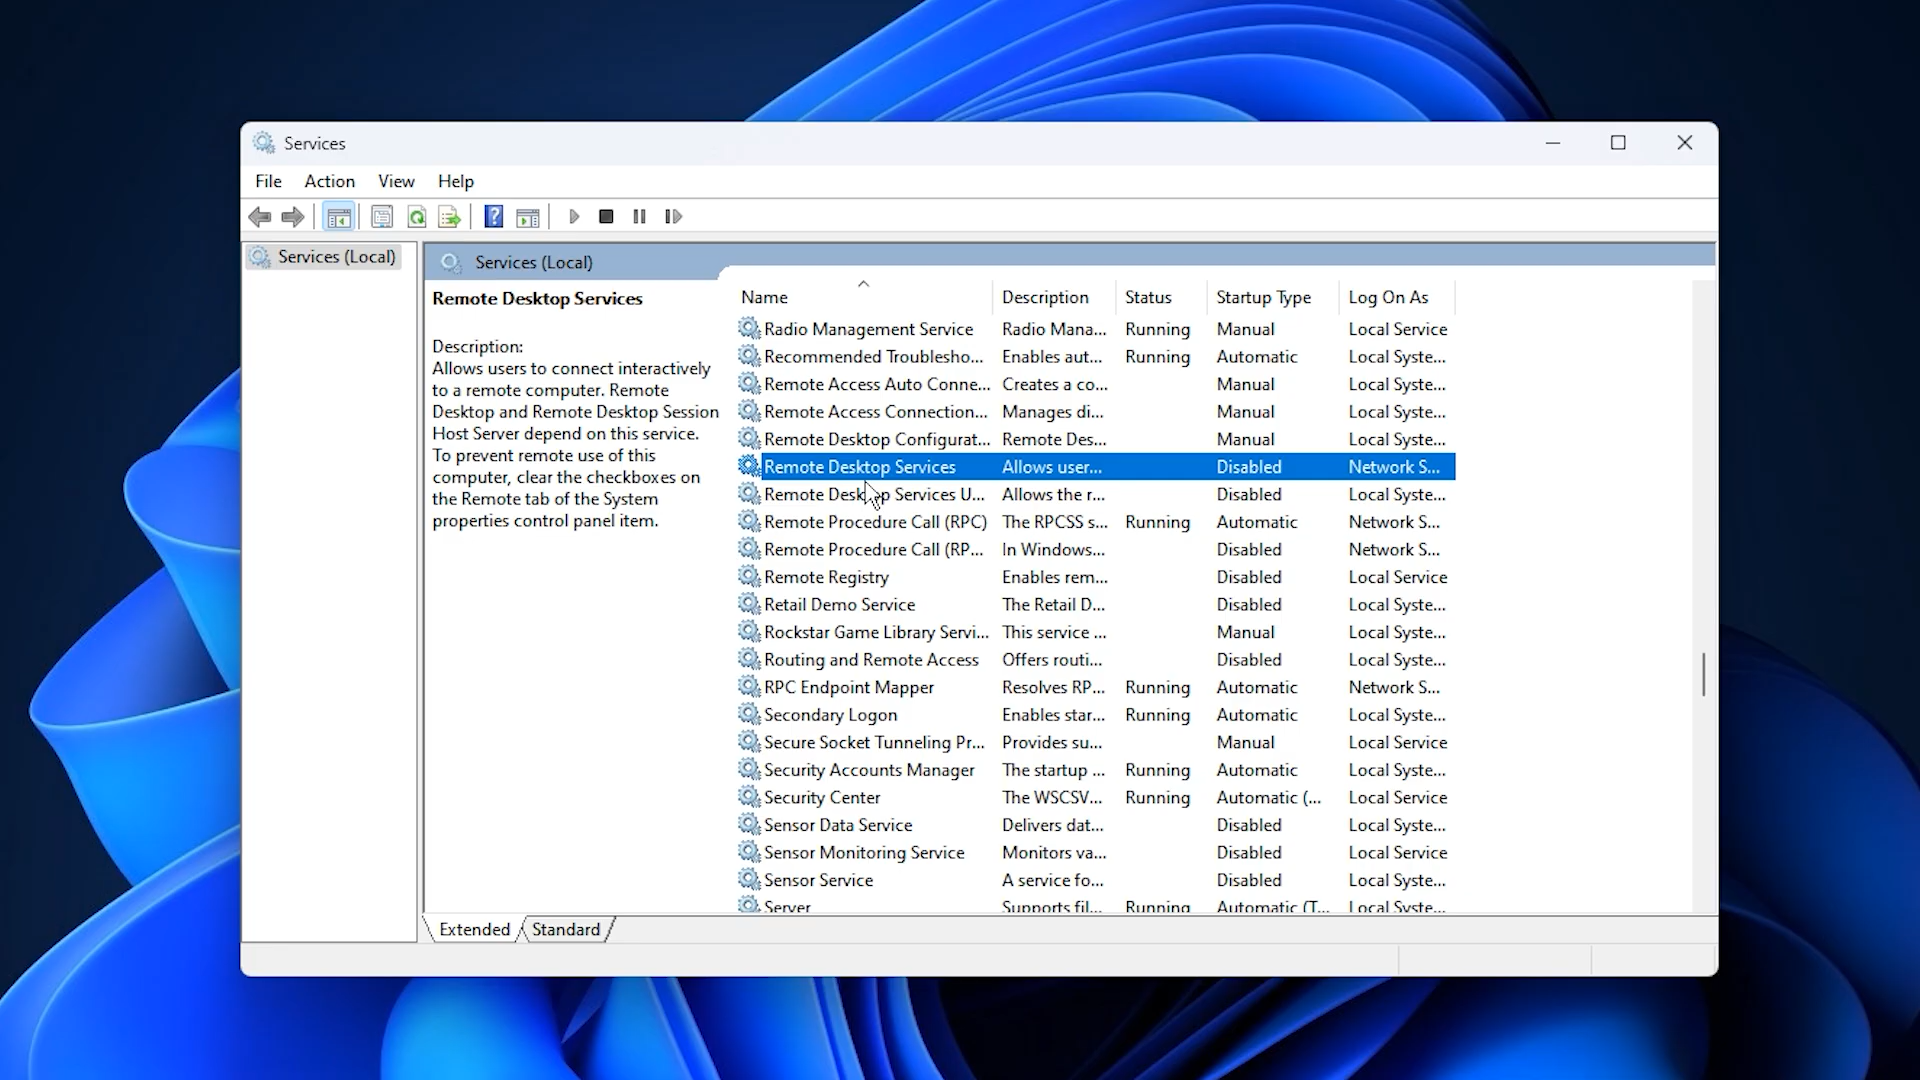 Services
File Action View Help
Services (Local)
Services (Local)
Remote Desktop Services
Description:
Allows users to connect interactively
to a remote computer. Remote
Desktop and Remote Desktop Session
Host Server depend on this service.
To prevent remote use of this
computer, clear the checkboxes on
the Remote tab of the System
properties control panel item.
Name Description Status Startup Type Log On As
Radio Management Service Radio Mana... Running Manual Local Service
Recommended Troublesho... Enables aut... Running Automatic Local Syste...
Remote Access Auto Conne... Creates a co... Manual Local Syste...
Remote Access Connection... Manages di... Manual Local Syste...
Remote Desktop Configurat... Remote Des... Manual Local Syste...
Remote Desktop Services Allows user... Disabled Network S...
Remote Desktop Services U... Allows the r... Disabled Local Syste...
Remote Procedure Call (RPC) The RPCSS s... Running Automatic Network S...
Remote Procedure Call (RP... In Windows... Disabled Network S...
Remote Registry Enables rem... Disabled Local Service
Retail Demo Service The Retail D... Disabled Local Syste...
Rockstar Game Library Servi... This service ... Manual Local Syste...
Routing and Remote Access Offers routi... Disabled Local Syste...
RPC Endpoint Mapper Resolves RP... Running Automatic Network S...
Secondary Logon Enables star... Running Automatic Local Syste...
Secure Socket Tunneling Pr... Provides su... Manual Local Service
Security Accounts Manager The startup ... Running Automatic Local Syste...
Security Center The WSCSV... Running Automatic (... Local Service
Sensor Data Service Delivers dat... Disabled Local Syste...
Sensor Monitoring Service Monitors va... Disabled Local Service
Sensor Service A service fo... Disabled Local Syste...
Server Supports fil... Running Automatic (T... Local Syste...
Extended Standard